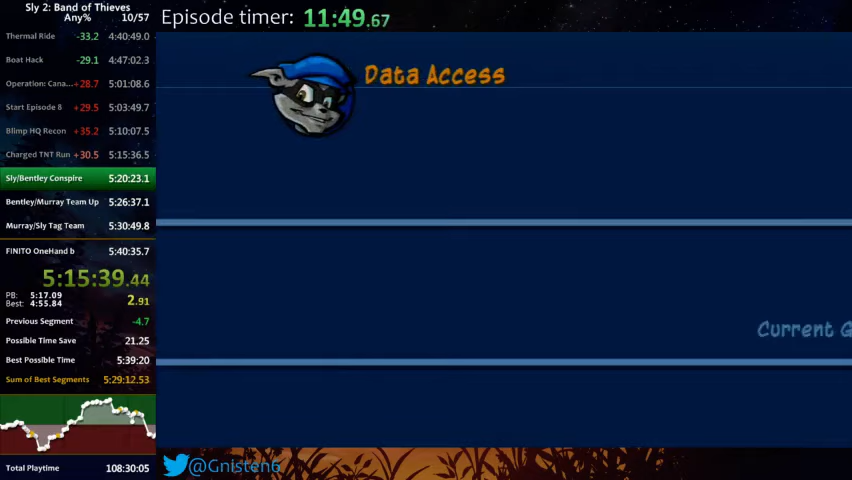 Sly 2: Band of Thieves
Any% 10/57
Episode timer: 11:49.67
Thermal Ride -33.2 4:40:49.0
Boat Hack -29.1 4:47:02.3
Operation: Cana...+28.7 5:01:08.6
Start Episode 8 +29.5 5:03:49.7
Blimp HQ Recon +35.2 5:10:07.5
Charged TNT Run +30.5 5:15:36.5
Sly/Bentley Conspire 5:20:23.1
Bentley/Murray Team Up 5:26:37.1
Murray/Sly Tag Team 5:30:49.8
FINITO OneHand b 5:40:35.7
5:15:39.44
PB: 5:17.09
Best: 4:55.84
2.91
Previous Segment -4.7
Possible Time Save 21.25
Best Possible Time 5:39:20
Sum of Best Segments 5:29:12.53
Total Playtime 108:30:05
Data Access
Current G
@Gnisten6